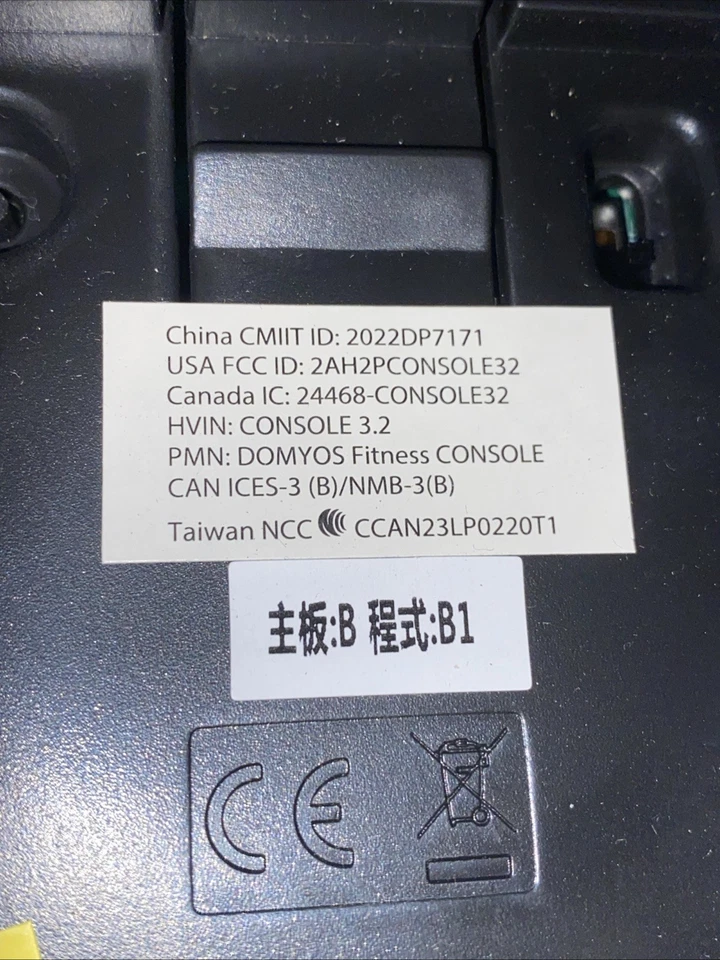 China CMIIT ID: 2022DP7171
USA FCC ID: 2AH2PCONSOLE32
Canada IC: 24468-CONSOLE32
HVIN: CONSOLE 3.2
PMN: DOMYOS Fitness CONSOLE
CAN ICES-3 (B)/NMB-3(B)
Taiwan NCC CCAN23LP0220T1
主板:B 程式:B1
CE